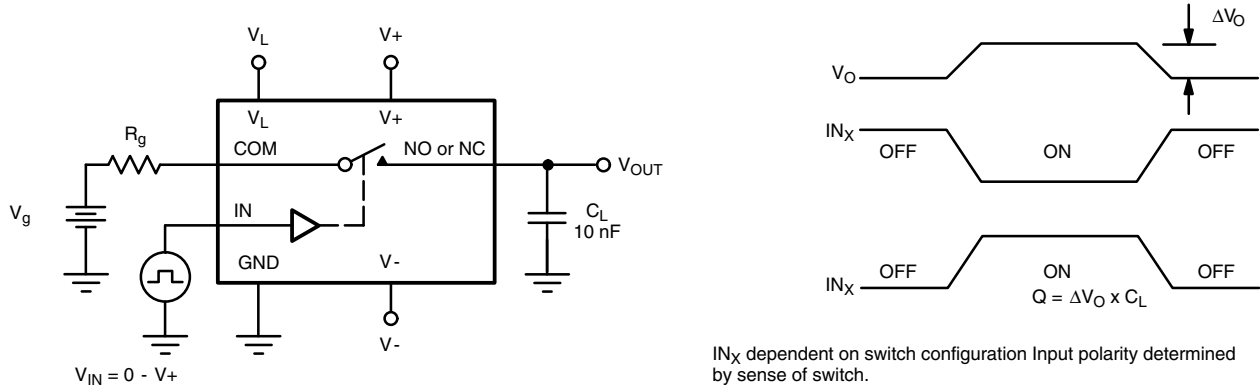 V_L
V+
V_L
V+
R_g
COM
NO or NC
V_OUT
V_g
IN
C_L
10 nF
GND
V-
V-
V_IN = 0 - V+
ΔV_O
V_O
IN_X
OFF
ON
OFF
IN_X
OFF
ON
OFF
Q = ΔV_O x C_L
IN_X dependent on switch configuration Input polarity determined
by sense of switch.